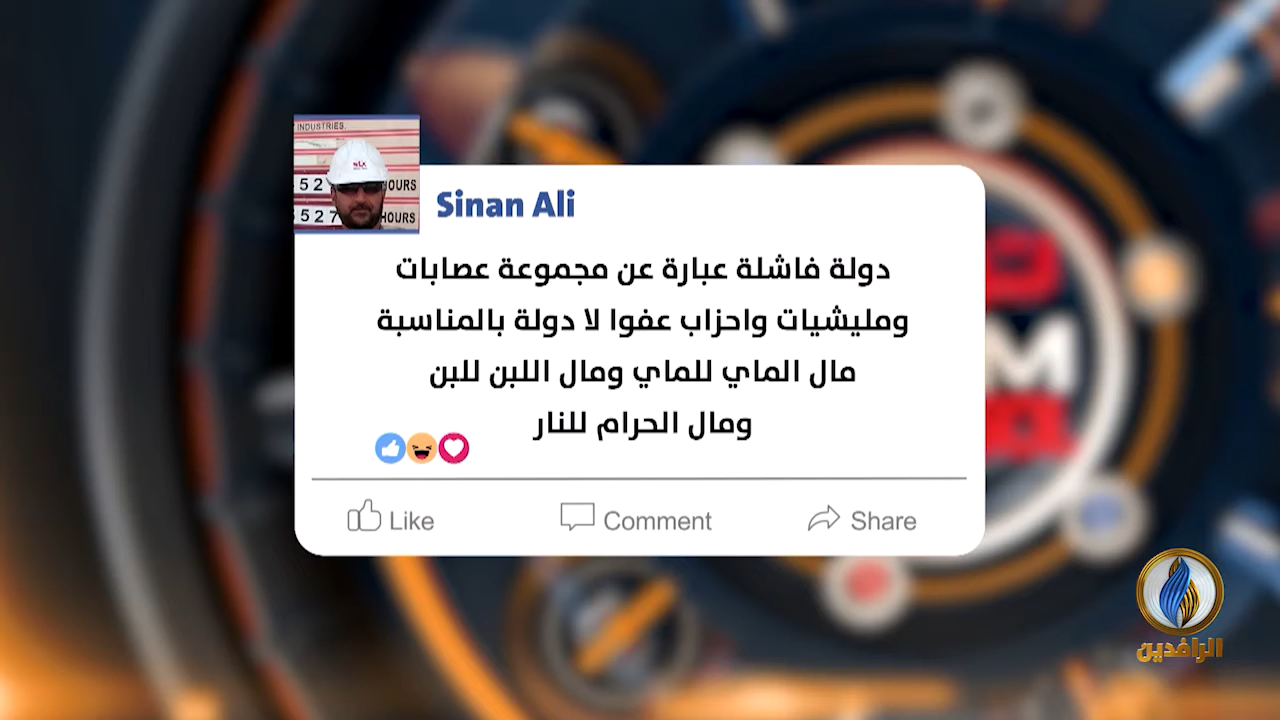 INDUSTRIES
527 HOURS
527 HOURS
Sinan Ali
دولة فاشلة عبارة عن مجموعة عصابات
ومليشيات واحزاب عفوا لا دولة بالمناسبة
مال الماي للماي ومال اللبن للبن
ومال الحرام للنار
Like Comment Share
الرافدين